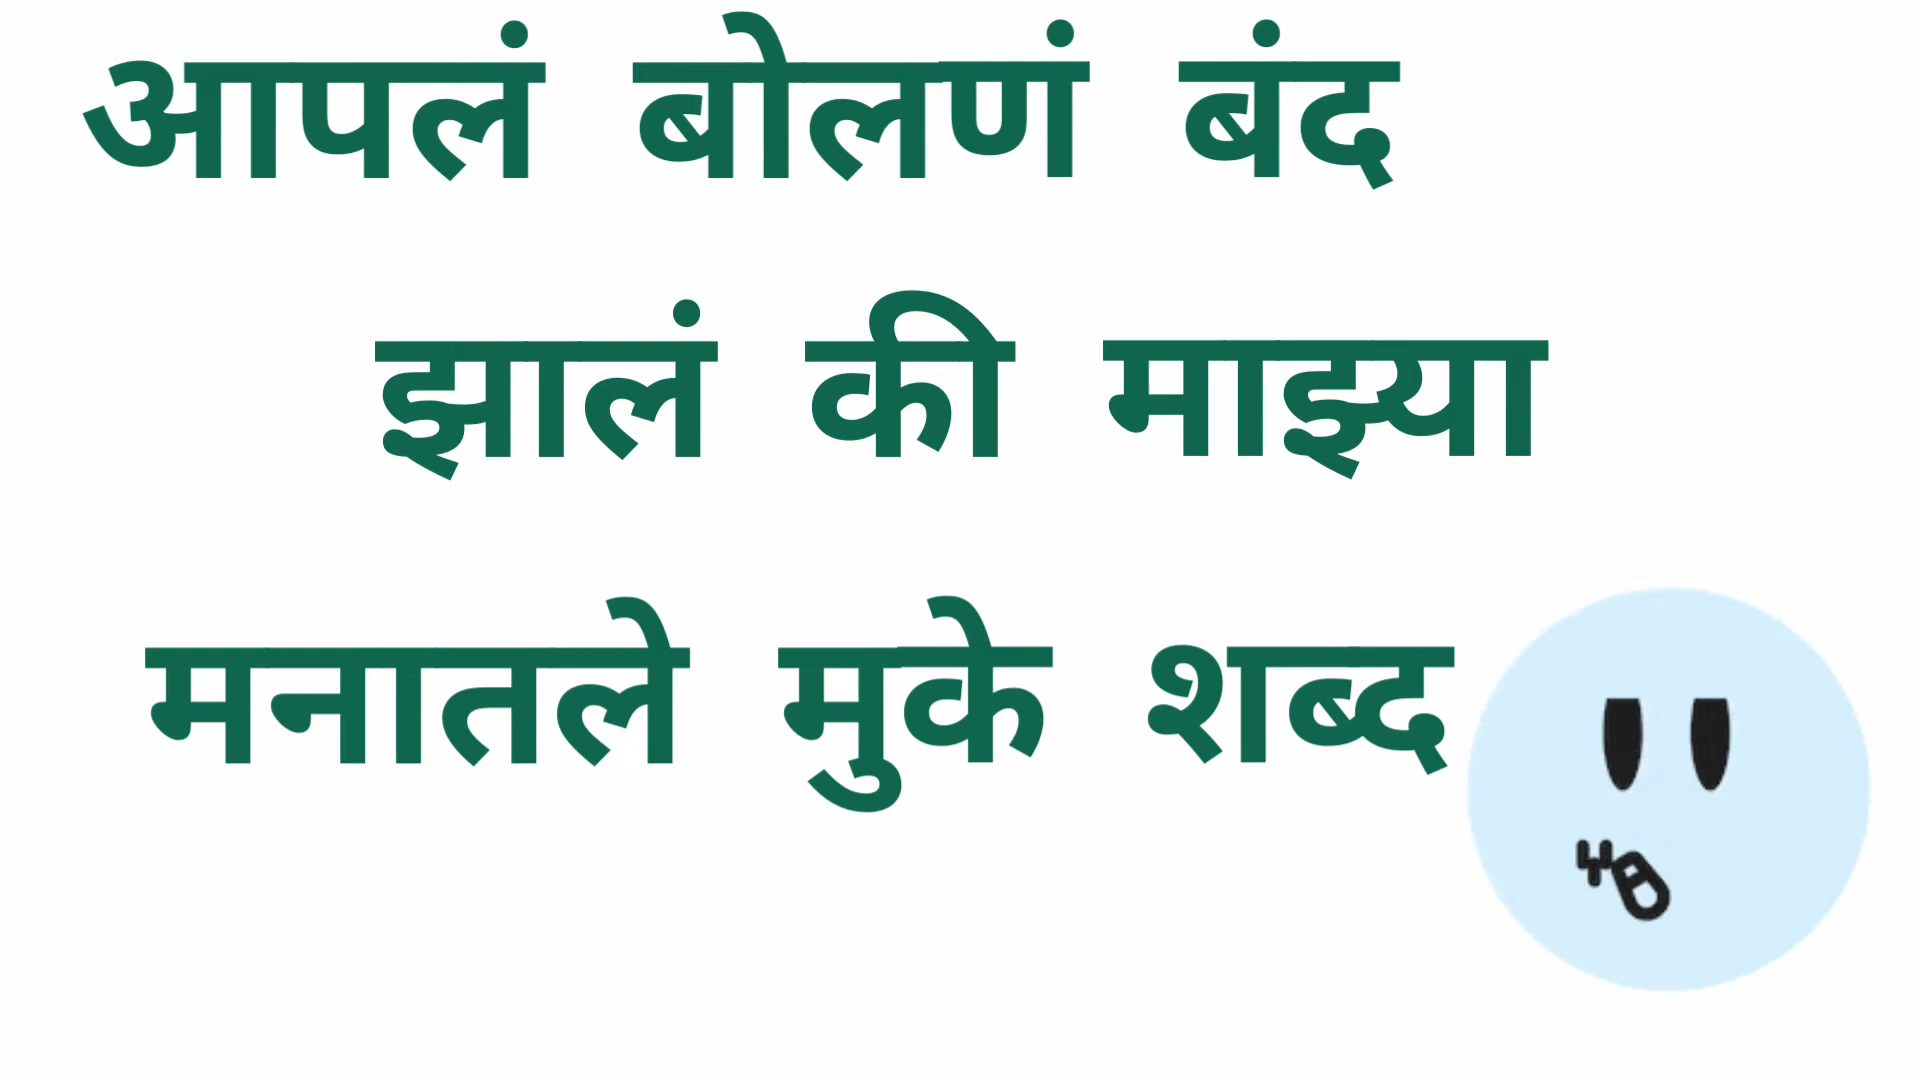 आपलं बोलणं बंद
झालं की माझ्या
मनातले मुके शब्द